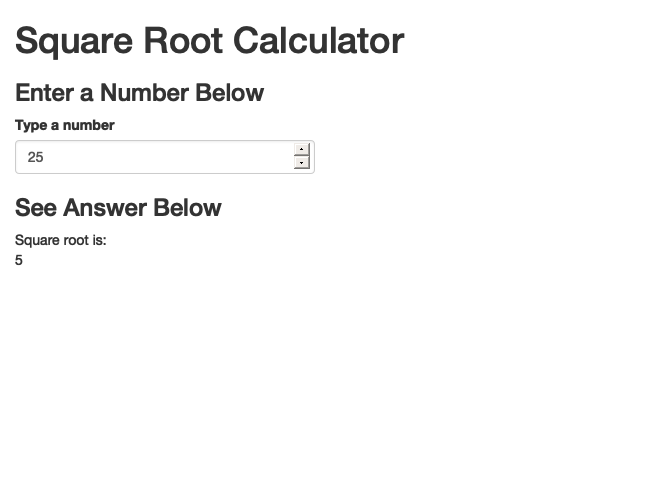 Square Root Calculator
Enter a Number Below
Type a number
25
See Answer Below
Square root is:
5